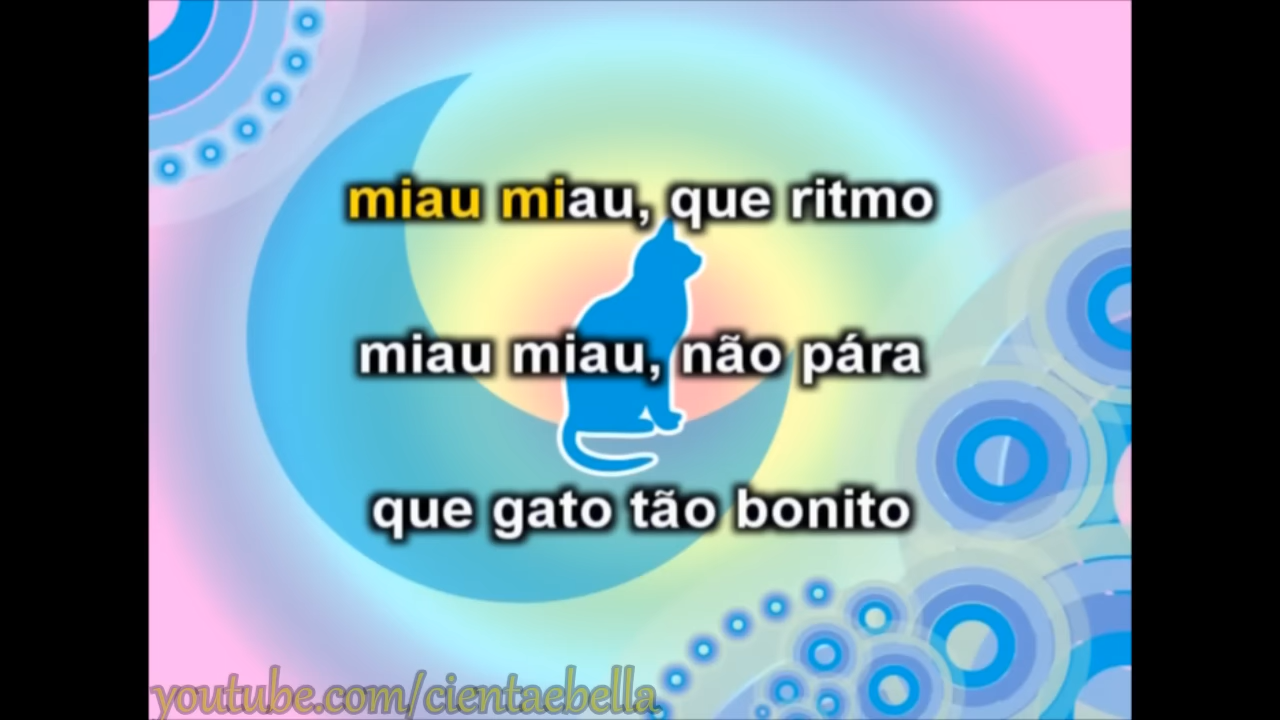 miau miau, que ritmo
miau miau, não pára
que gato tão bonito
youtube.com/cientaebella